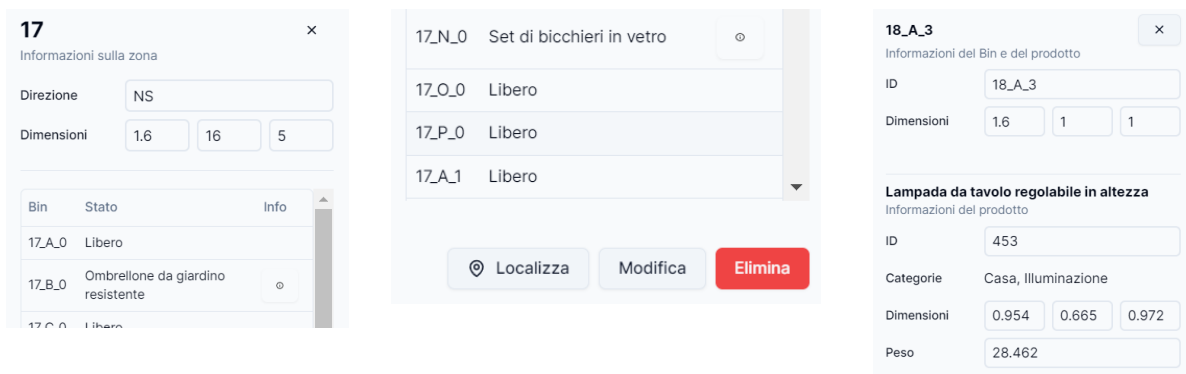 17
Informazioni sulla zona
Direzione NS
Dimensioni 1.6 16 5
Bin Stato Info
17_A_0 Libero
17_B_0 Ombrellone da giardino
resistente
17_C_0 Libero
17_N_0 Set di bicchieri in vetro
17_O_0 Libero
17_P_0 Libero
17_A_1 Libero
Localizza Modifica Elimina
18_A_3
Informazioni del Bin e del prodotto
ID 18_A_3
Dimensioni 1.6 1 1
Lampada da tavolo regolabile in altezza
Informazioni del prodotto
ID 453
Categorie Casa, Illuminazione
Dimensioni 0.954 0.665 0.972
Peso 28.462